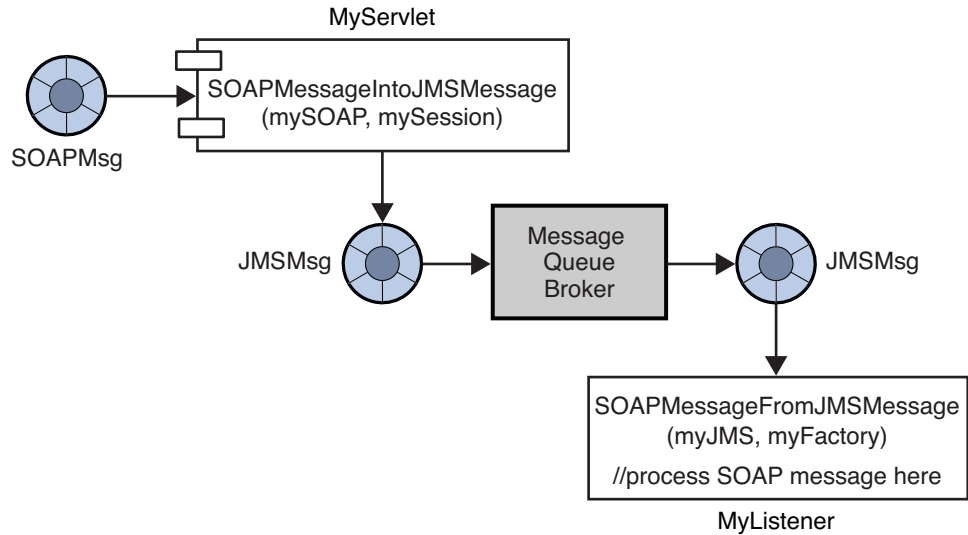 MyServlet
SOAPMessageIntoJMSMessage
(mySOAP, mySession)
SOAPMsg
JMSMsg
Message
Queue
Broker
JMSMsg
SOAPMessageFromJMSMessage
(myJMS, myFactory)
//process SOAP message here
MyListener